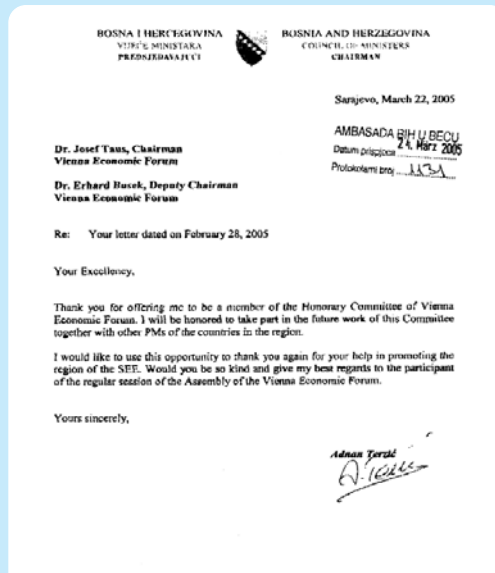 BOSNA I HERCEGOVINA
VIJEĆE MINISTARA
PREDSJEDAVAJUĆI
BOSNIA AND HERZEGOVINA
COUNCIL OF MINISTERS
CHAIRMAN
Sarajevo, March 22, 2005
AMBASADA BIH U BECU
Datum prispjeca 24. März 2005
Protokolarni broj 1131
Dr. Josef Taus, Chairman
Vienna Economic Forum
Dr. Erhard Busek, Deputy Chairman
Vienna Economic Forum
Re: Your letter dated on February 28, 2005
Your Excellency,
Thank you for offering me to be a member of the Honorary Committee of Vienna
Economic Forum. I will be honored to take part in the future work of this Committee
together with other PMs of the countries in the region.
I would like to use this opportunity to thank you again for your help in promoting the
region of the SEE. Would you be so kind and give my best regards to the participant
of the regular session of the Assembly of the Vienna Economic Forum.
Yours sincerely,
Adnan Terzić